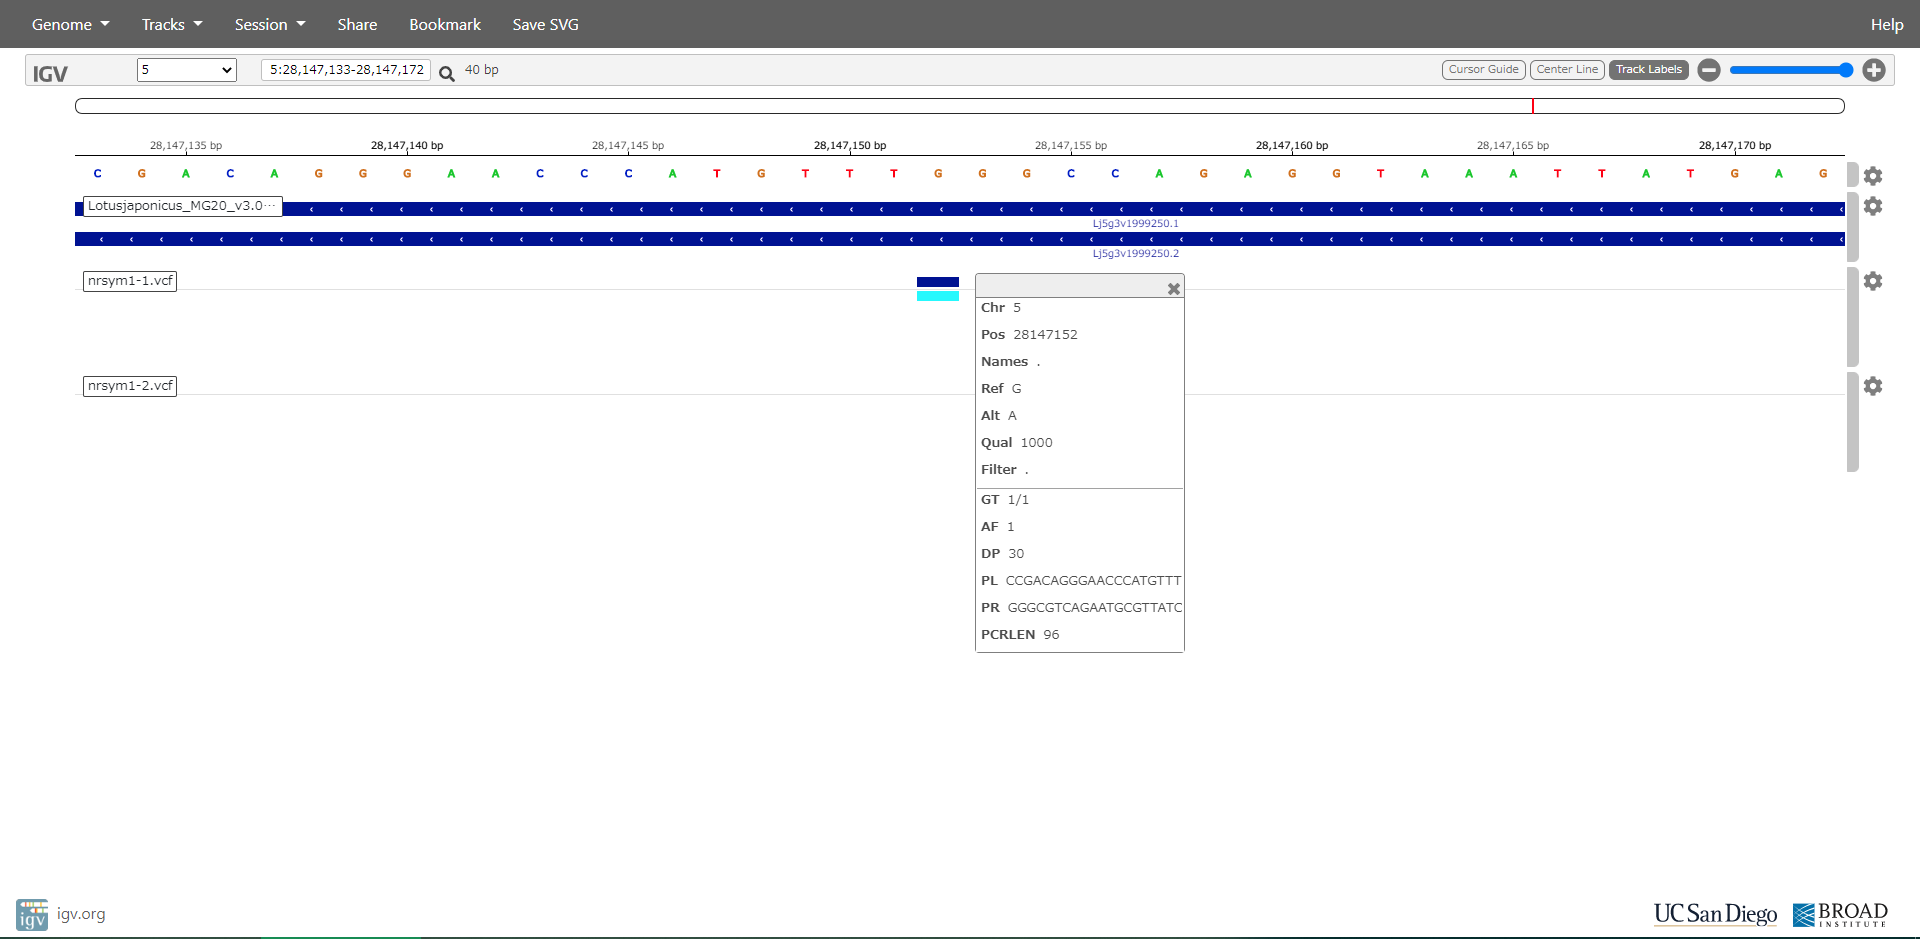 Genome Tracks Session Share Bookmark Save SVG Help
IGV 5 5:28,147,133-28,147,172 40 bp Cursor Guide Center Line Track Labels
28,147,135 bp 28,147,140 bp 28,147,145 bp 28,147,150 bp 28,147,155 bp 28,147,160 bp 28,147,165 bp 28,147,170 bp
C G A C A G G G A A C C C A T G T T T G G G C C A G A G G T A A A T T A T G A G
Lotusjaponicus_MG20_v3.0…
Lj5g3v1999250.1
Lj5g3v1999250.2
nrsym1-1.vcf
Chr 5
Pos 28147152
Names .
Ref G
nrsym1-2.vcf
Alt A
Qual 1000
Filter .
GT 1/1
AF 1
DP 30
PL CCGACAGGGAACCCATGTTT
PR GGGCGTCAGAATGCGTTATC
PCRLEN 96
igv igv.org
UC San Diego BROAD
INSTITUTE